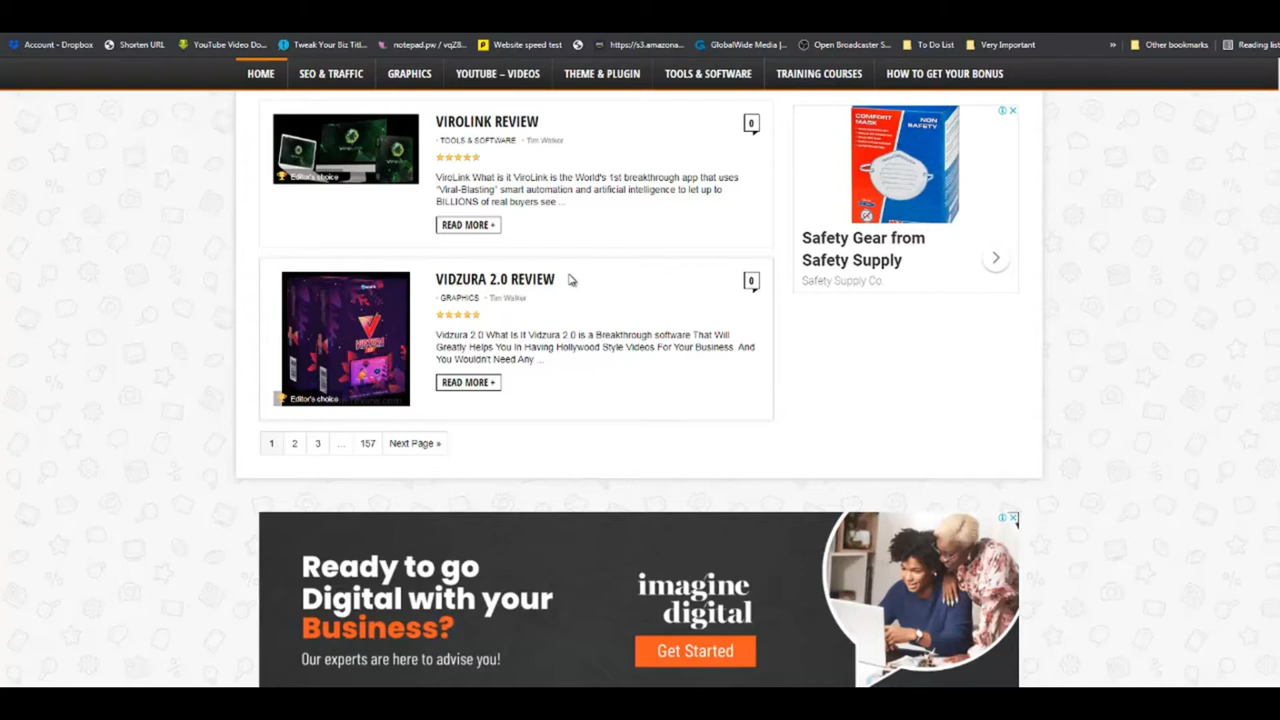 Account - Dropbox
Shorten URL
YouTube Video Do...
Tweak Your Biz Titl...
notepad.pw / vqZ8...
Website speed test
https://s3.amazona...
GlobalWide Media |...
Open Broadcaster S...
To Do List
Very Important
»
Other bookmarks
Reading list
HOME
SEO & TRAFFIC
GRAPHICS
YOUTUBE – VIDEOS
THEME & PLUGIN
TOOLS & SOFTWARE
TRAINING COURSES
HOW TO GET YOUR BONUS
VIROLINK REVIEW
0
TOOLS & SOFTWARE Tim Walker
Editor's choice
ViroLink What is it ViroLink is the World's 1st breakthrough app that uses
"Viral-Blasting" smart automation and artificial intelligence to let up to
BILLIONS of real buyers see ...
READ MORE +
COMFORT
MASK
NON
SAFETY
Safety Gear from
Safety Supply
Safety Supply Co.
VIDZURA 2.0 REVIEW
0
GRAPHICS Tim Walker
Vidzura 2.0 What Is It Vidzura 2.0 is a Breakthrough software That Will
Greatly Helps You In Having Hollywood Style Videos For Your Business. And
You Wouldn't Need Any ...
READ MORE +
Editor's choice
1 2 3 ... 157 Next Page »
Ready to go
Digital with your
Business?
Our experts are here to advise you!
imagine
digital
Get Started